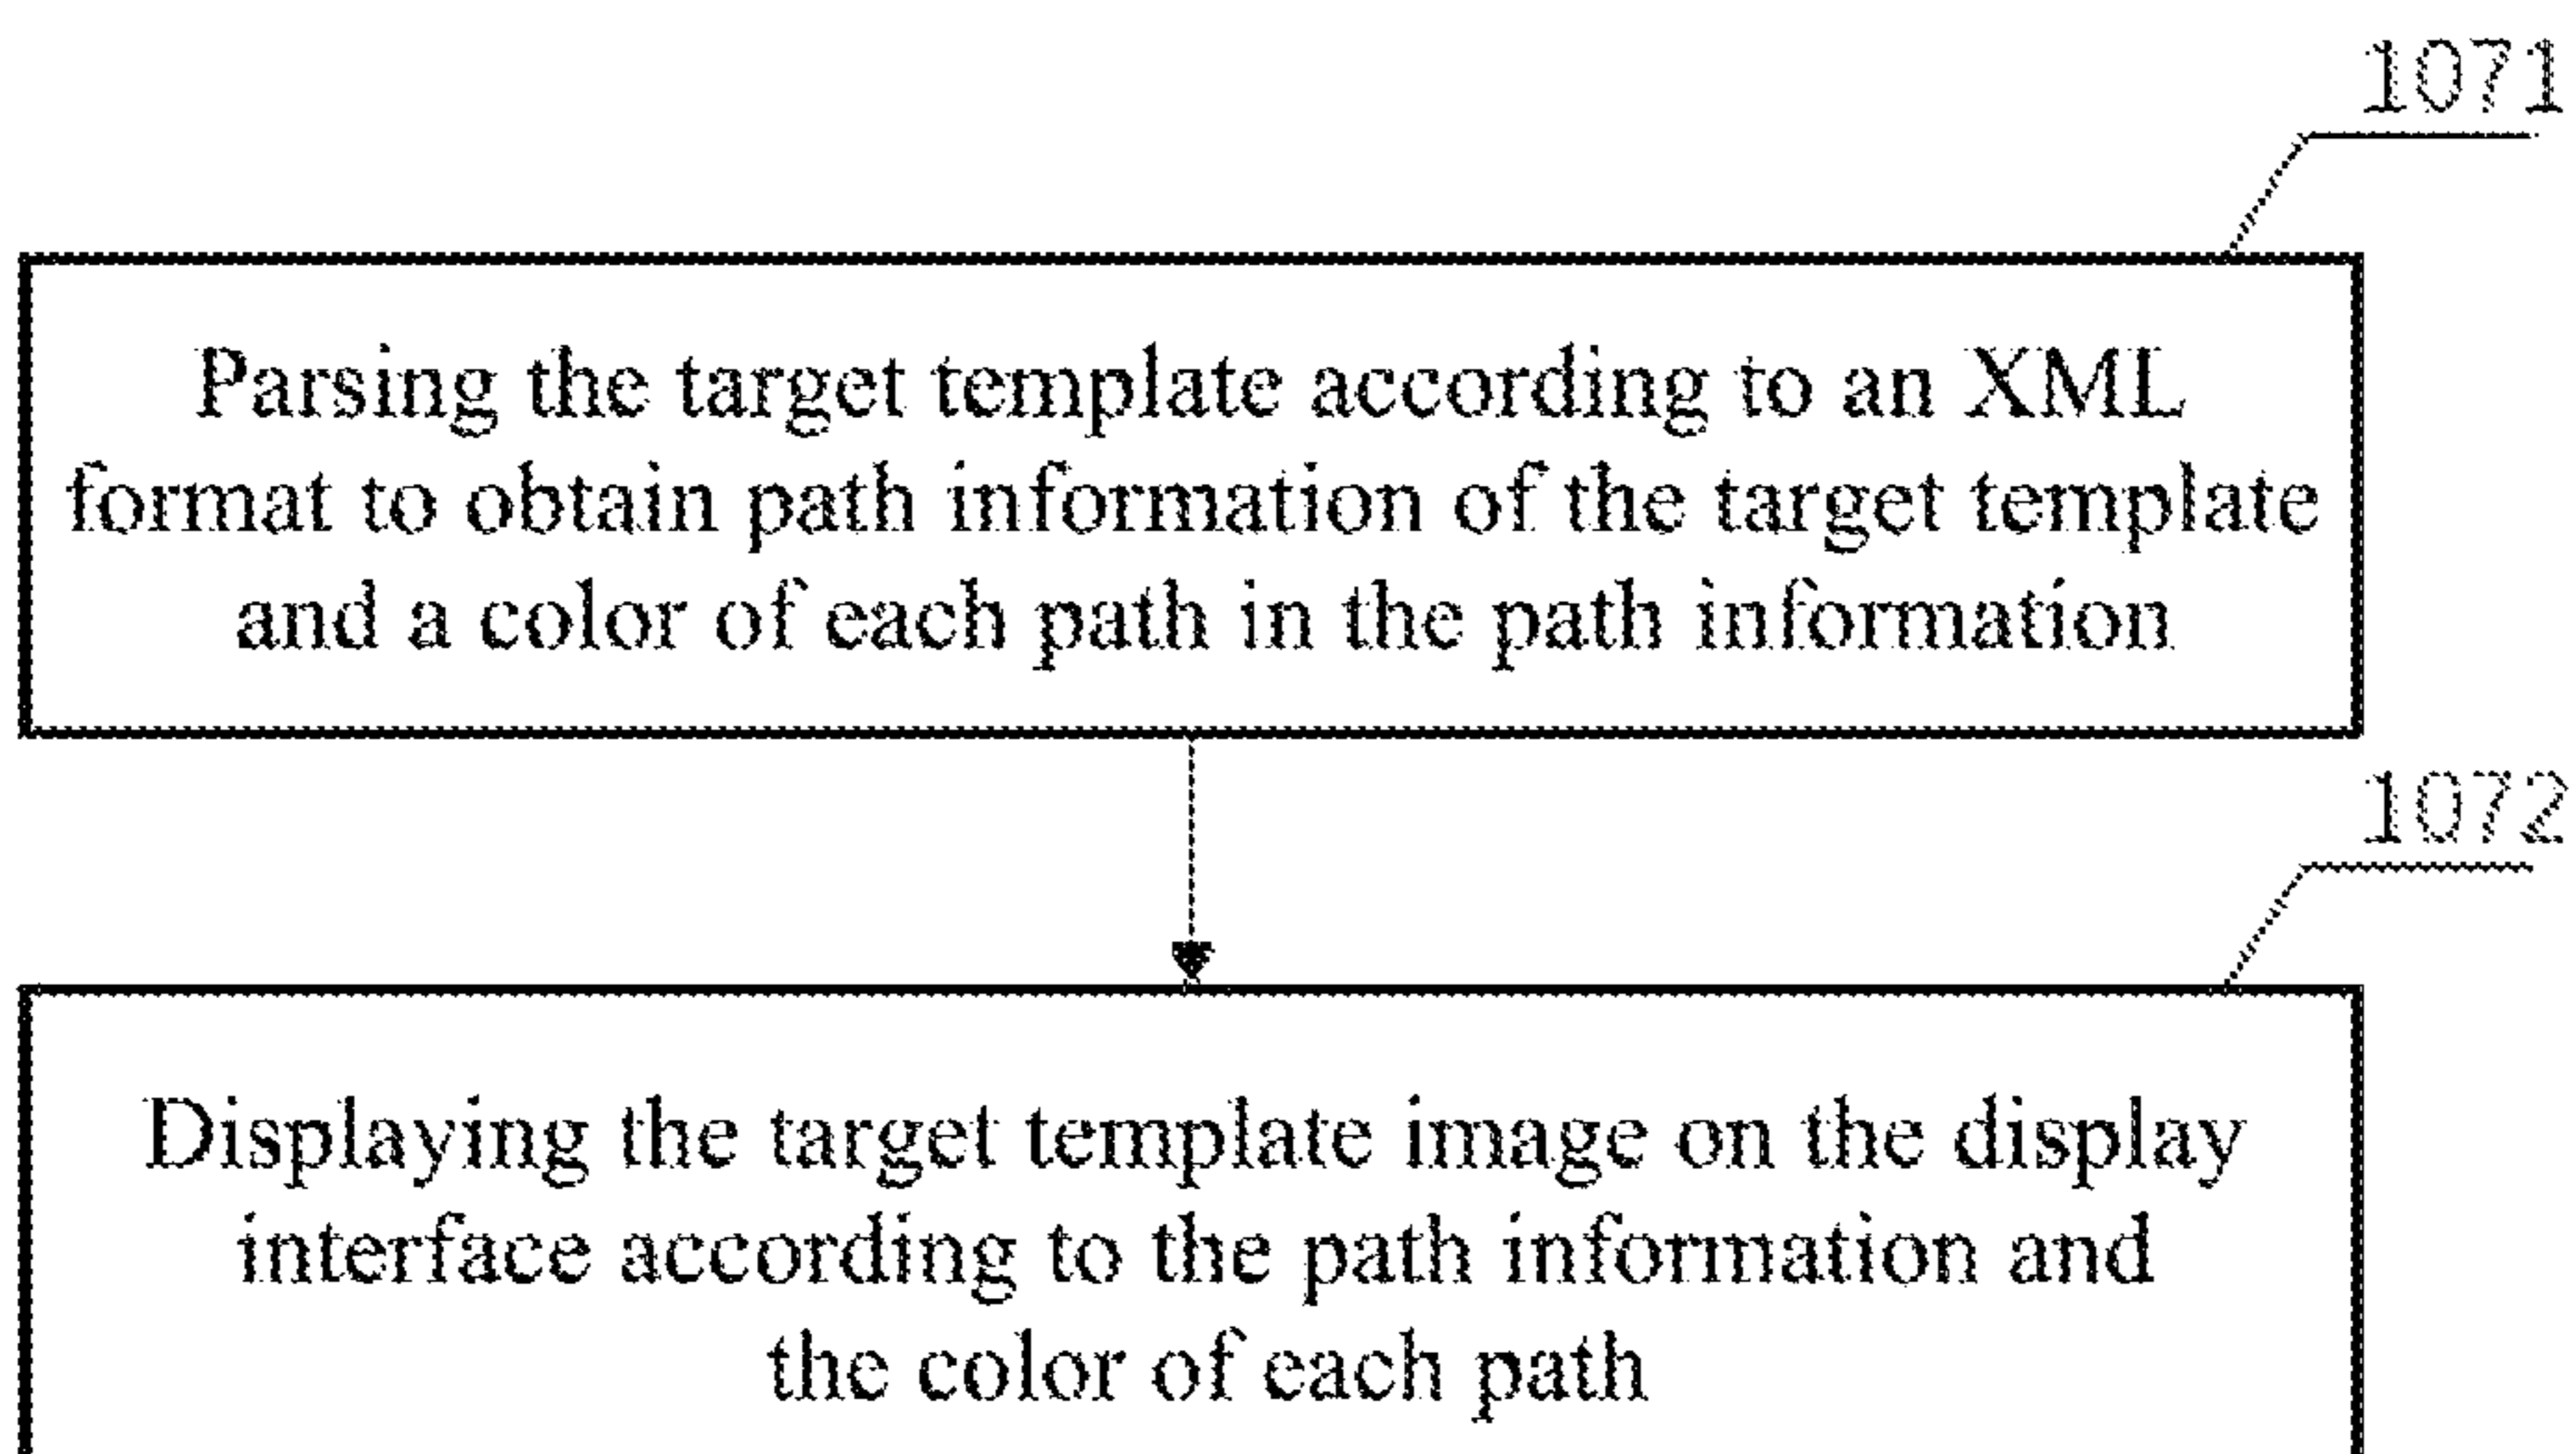 1071
Parsing the target template according to an XML
format to obtain path information of the target template
and a color of each path in the path information
1072
Displaying the target template image on the display
interface according to the path information and
the color of each path